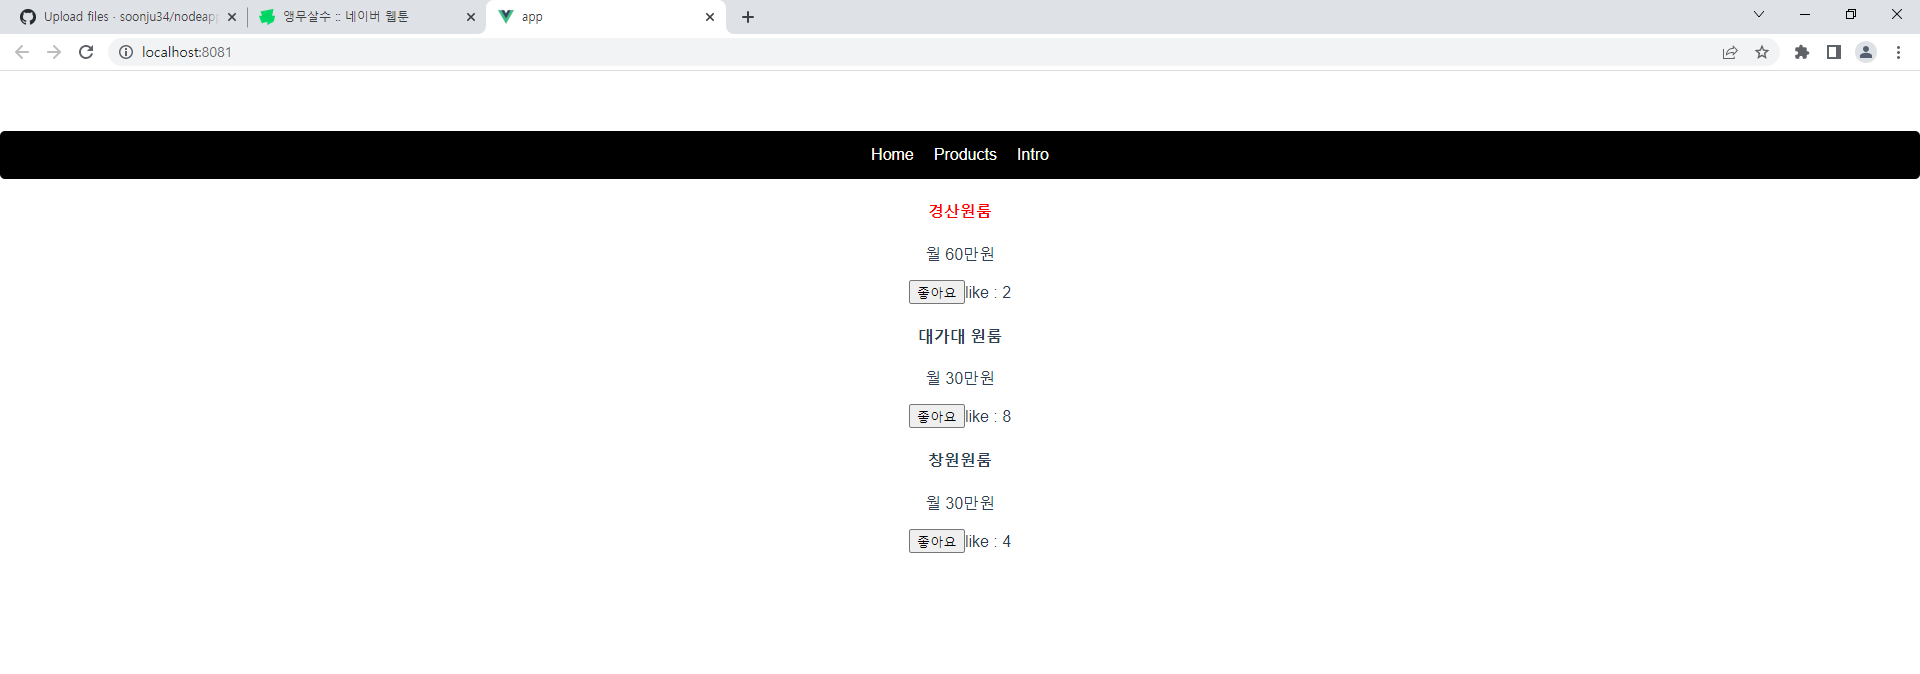 Upload files · soonju34/nodeapp
앵무살수 :: 네이버 웹툰
app
localhost:8081
Home Products Intro
경산원룸
월 60만원
좋아요 like : 2
대가대 원룸
월 30만원
좋아요 like : 8
창원원룸
월 30만원
좋아요 like : 4